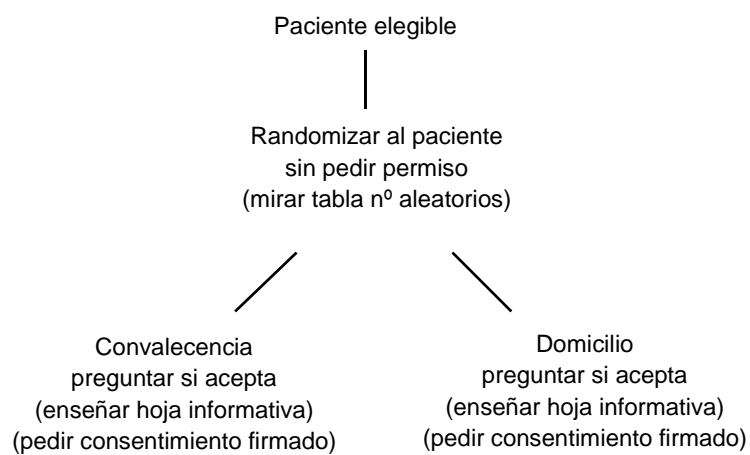 Paciente elegible
Randomizar al paciente
sin pedir permiso
(mirar tabla nº aleatorios)
Convalecencia
preguntar si acepta
(enseñar hoja informativa)
(pedir consentimiento firmado)
Domicilio
preguntar si acepta
(enseñar hoja informativa)
(pedir consentimiento firmado)